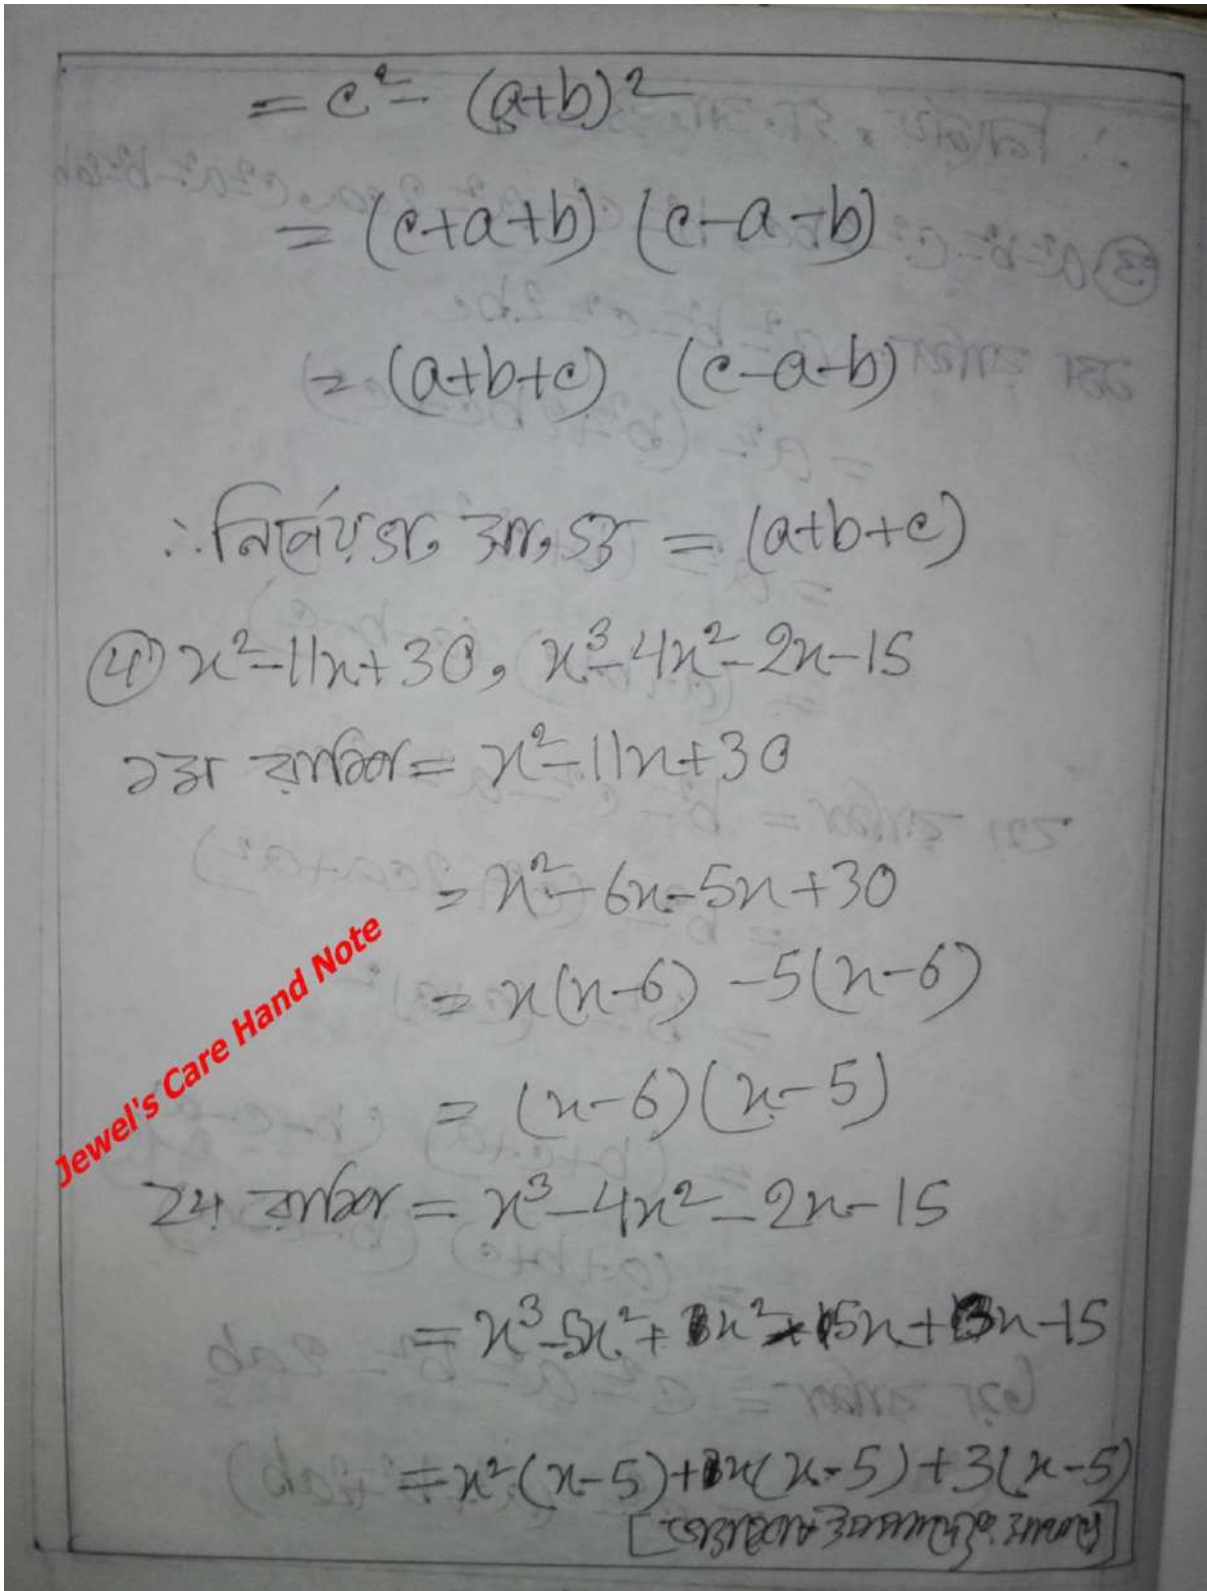 = c² - (a+b)²
= (c+a+b) (c-a-b)
= (a+b+c) (c-a-b)
∴ নির্ণেয় গ, সা, গু = (a+b+c)
(4) x²-11x+30, x³-4x²-2x-15
১ম রাশি = x²-11x+30
= x²-6x-5x+30
= x(x-6) -5(x-6)
= (x-6)(x-5)
Jewel's Care Hand Note
২য় রাশি = x³-4x²-2x-15
= x³-5x²+x²-5x+3x-15
= x²(x-5)+x(x-5)+3(x-5)